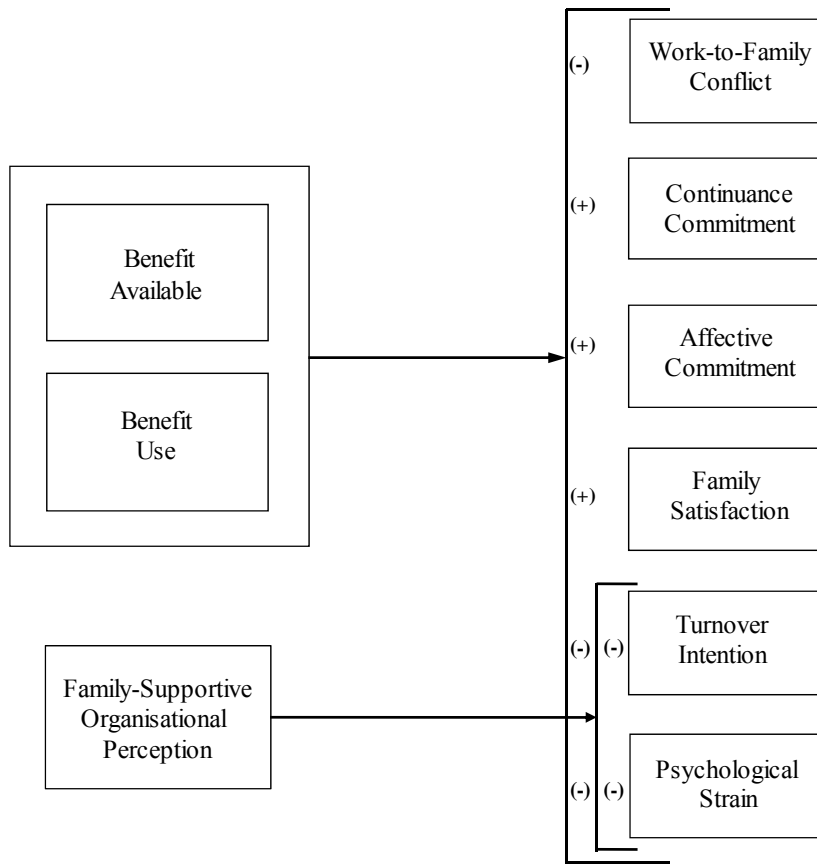 (-)
Work-to-Family
Conflict
(+)
Continuance
Commitment
Benefit
Available
(+)
Affective
Commitment
Benefit
Use
(+)
Family
Satisfaction
(-) (-)
Turnover
Intention
Family-Supportive
Organisational
Perception
(-) (-)
Psychological
Strain